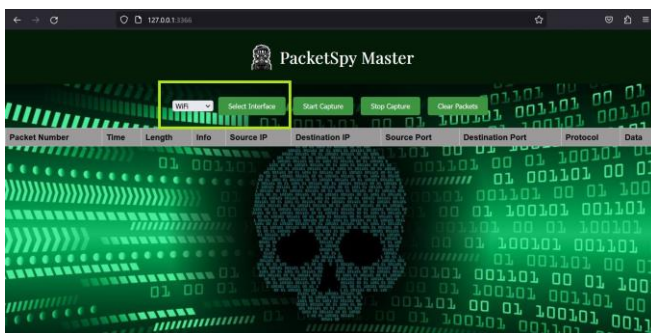 127.0.0.1:3366
PacketSpy Master
WiFi Select Interface Start Capture Stop Capture Clear Packets
Packet Number Time Length Info Source IP Destination IP Source Port Destination Port Protocol Data